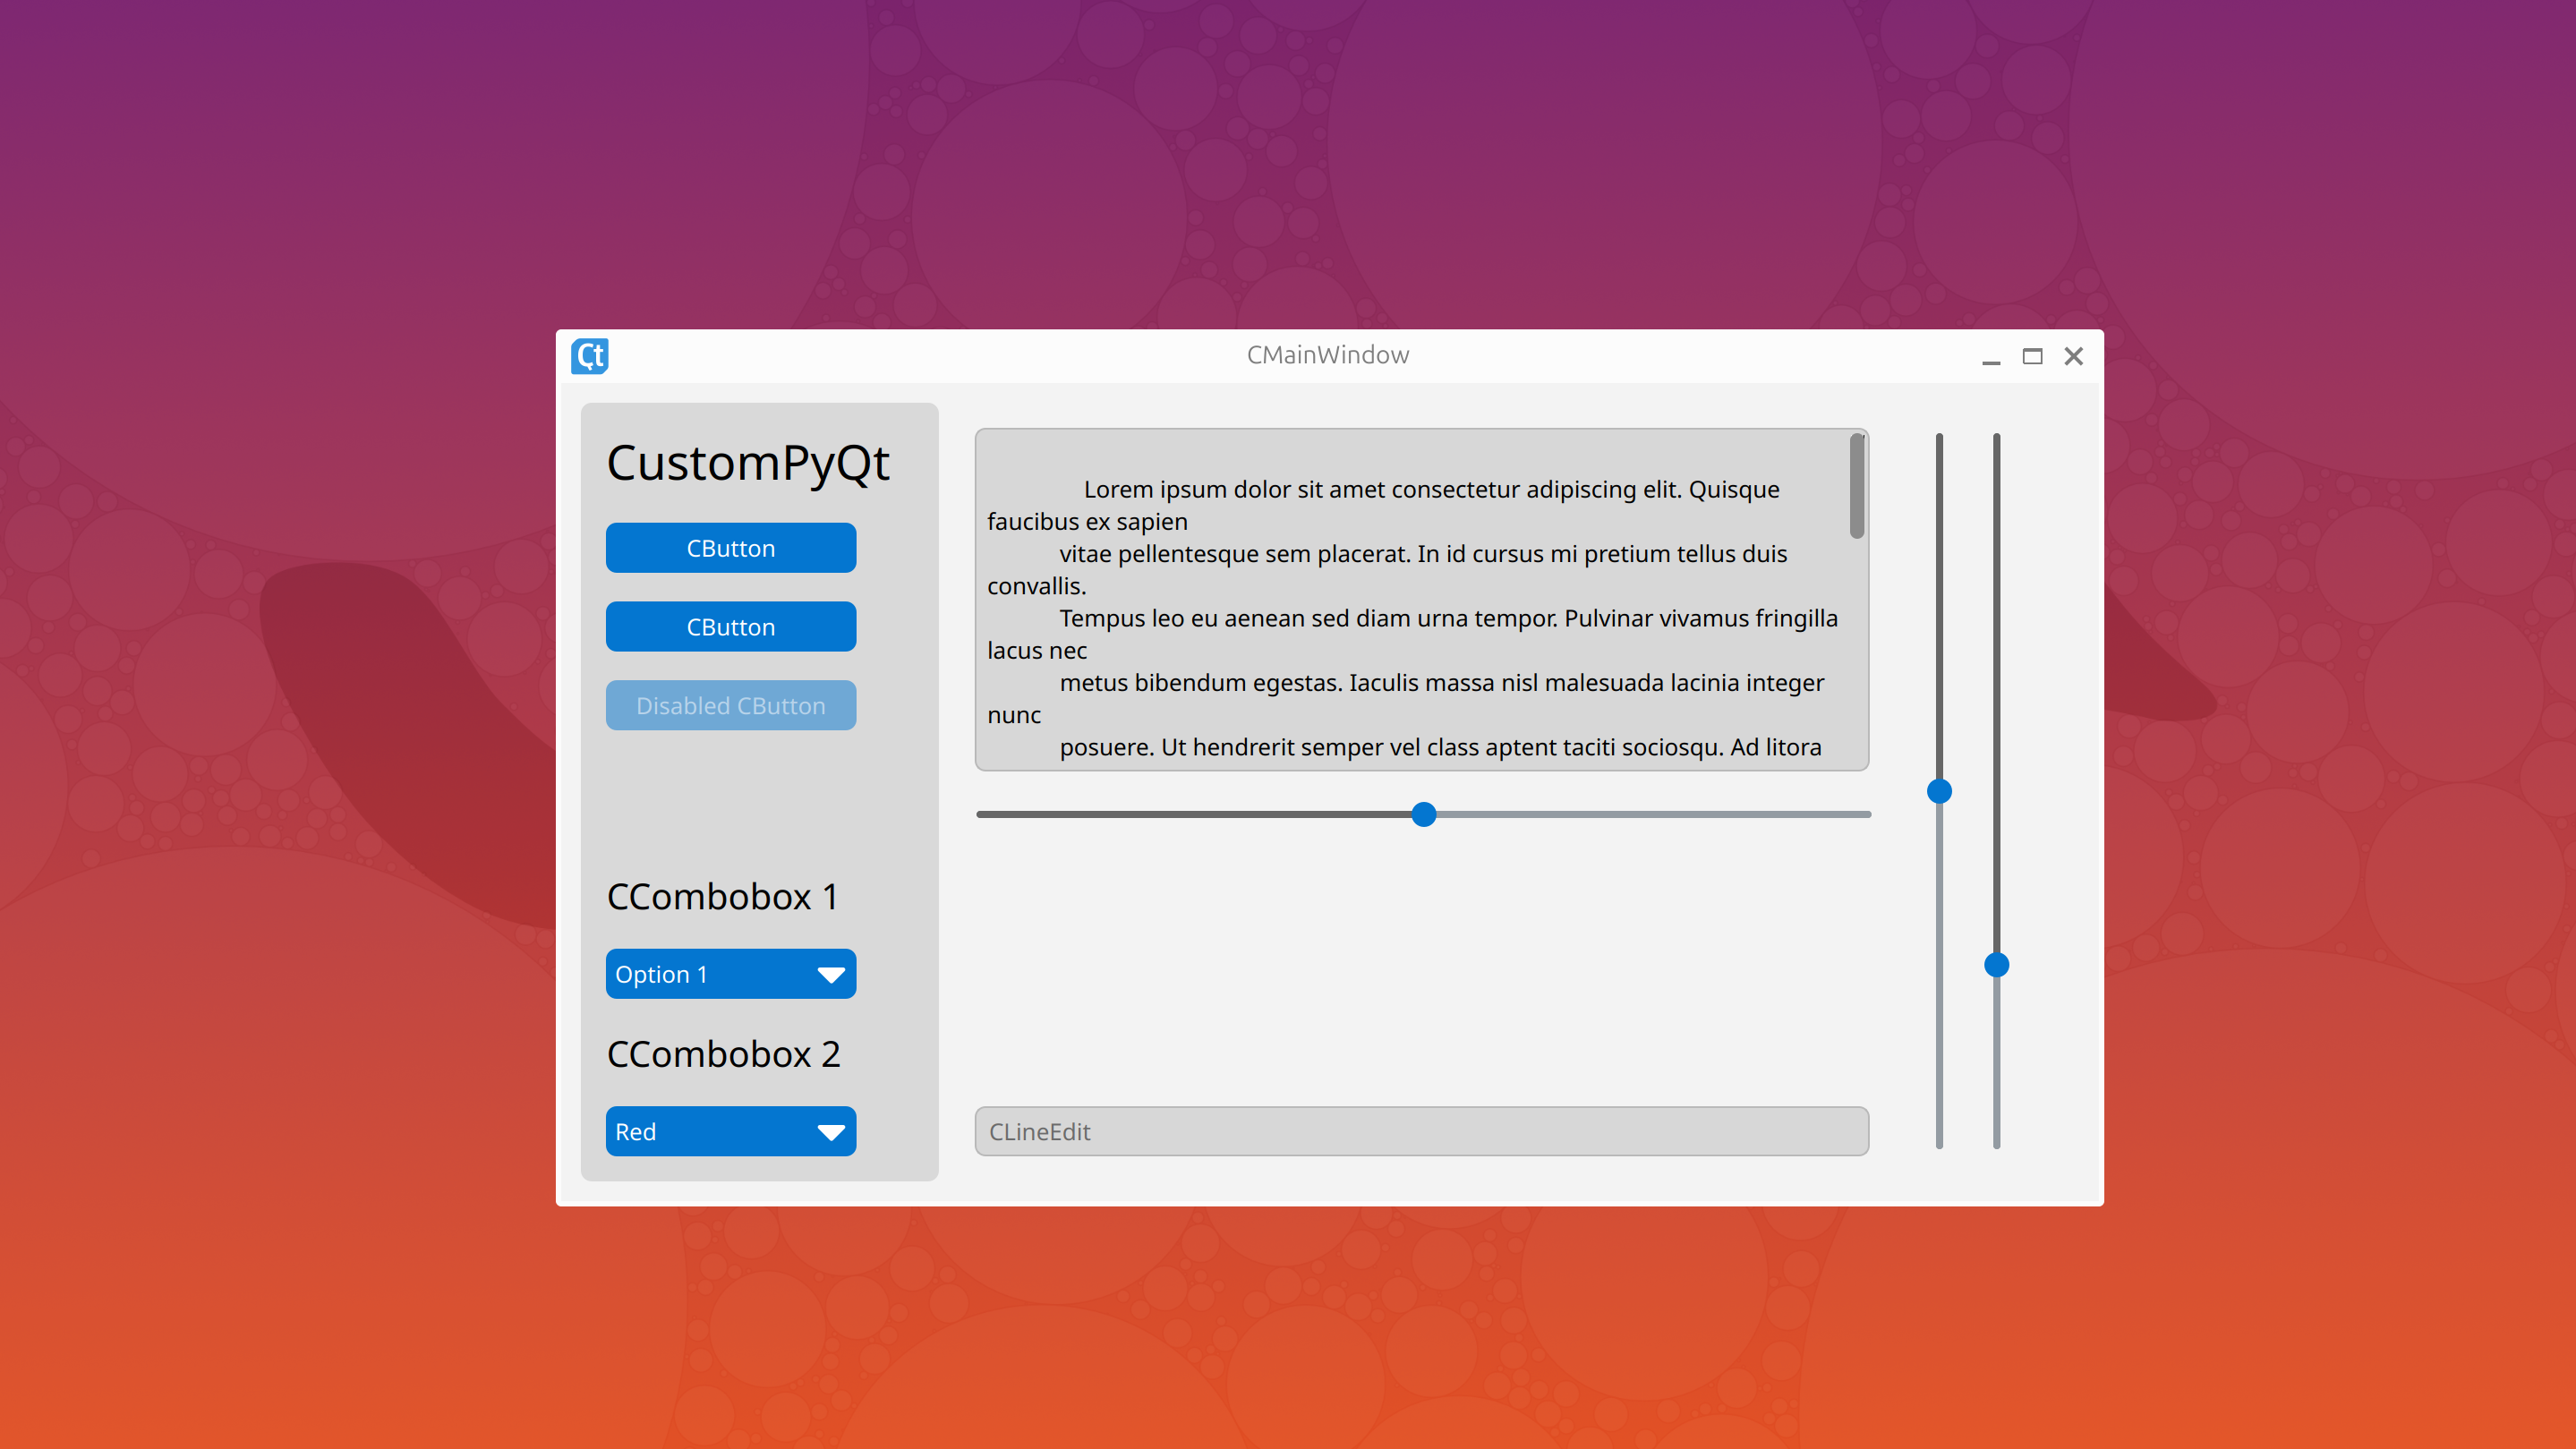 Qt
CMainWindow
CustomPyQt
CButton
CButton
Disabled CButton
CCombobox 1
Option 1
CCombobox 2
Red
Lorem ipsum dolor sit amet consectetur adipiscing elit. Quisque
faucibus ex sapien
vitae pellentesque sem placerat. In id cursus mi pretium tellus duis
convallis.
Tempus leo eu aenean sed diam urna tempor. Pulvinar vivamus fringilla
lacus nec
metus bibendum egestas. Iaculis massa nisl malesuada lacinia integer
nunc
posuere. Ut hendrerit semper vel class aptent taciti sociosqu. Ad litora
CLineEdit